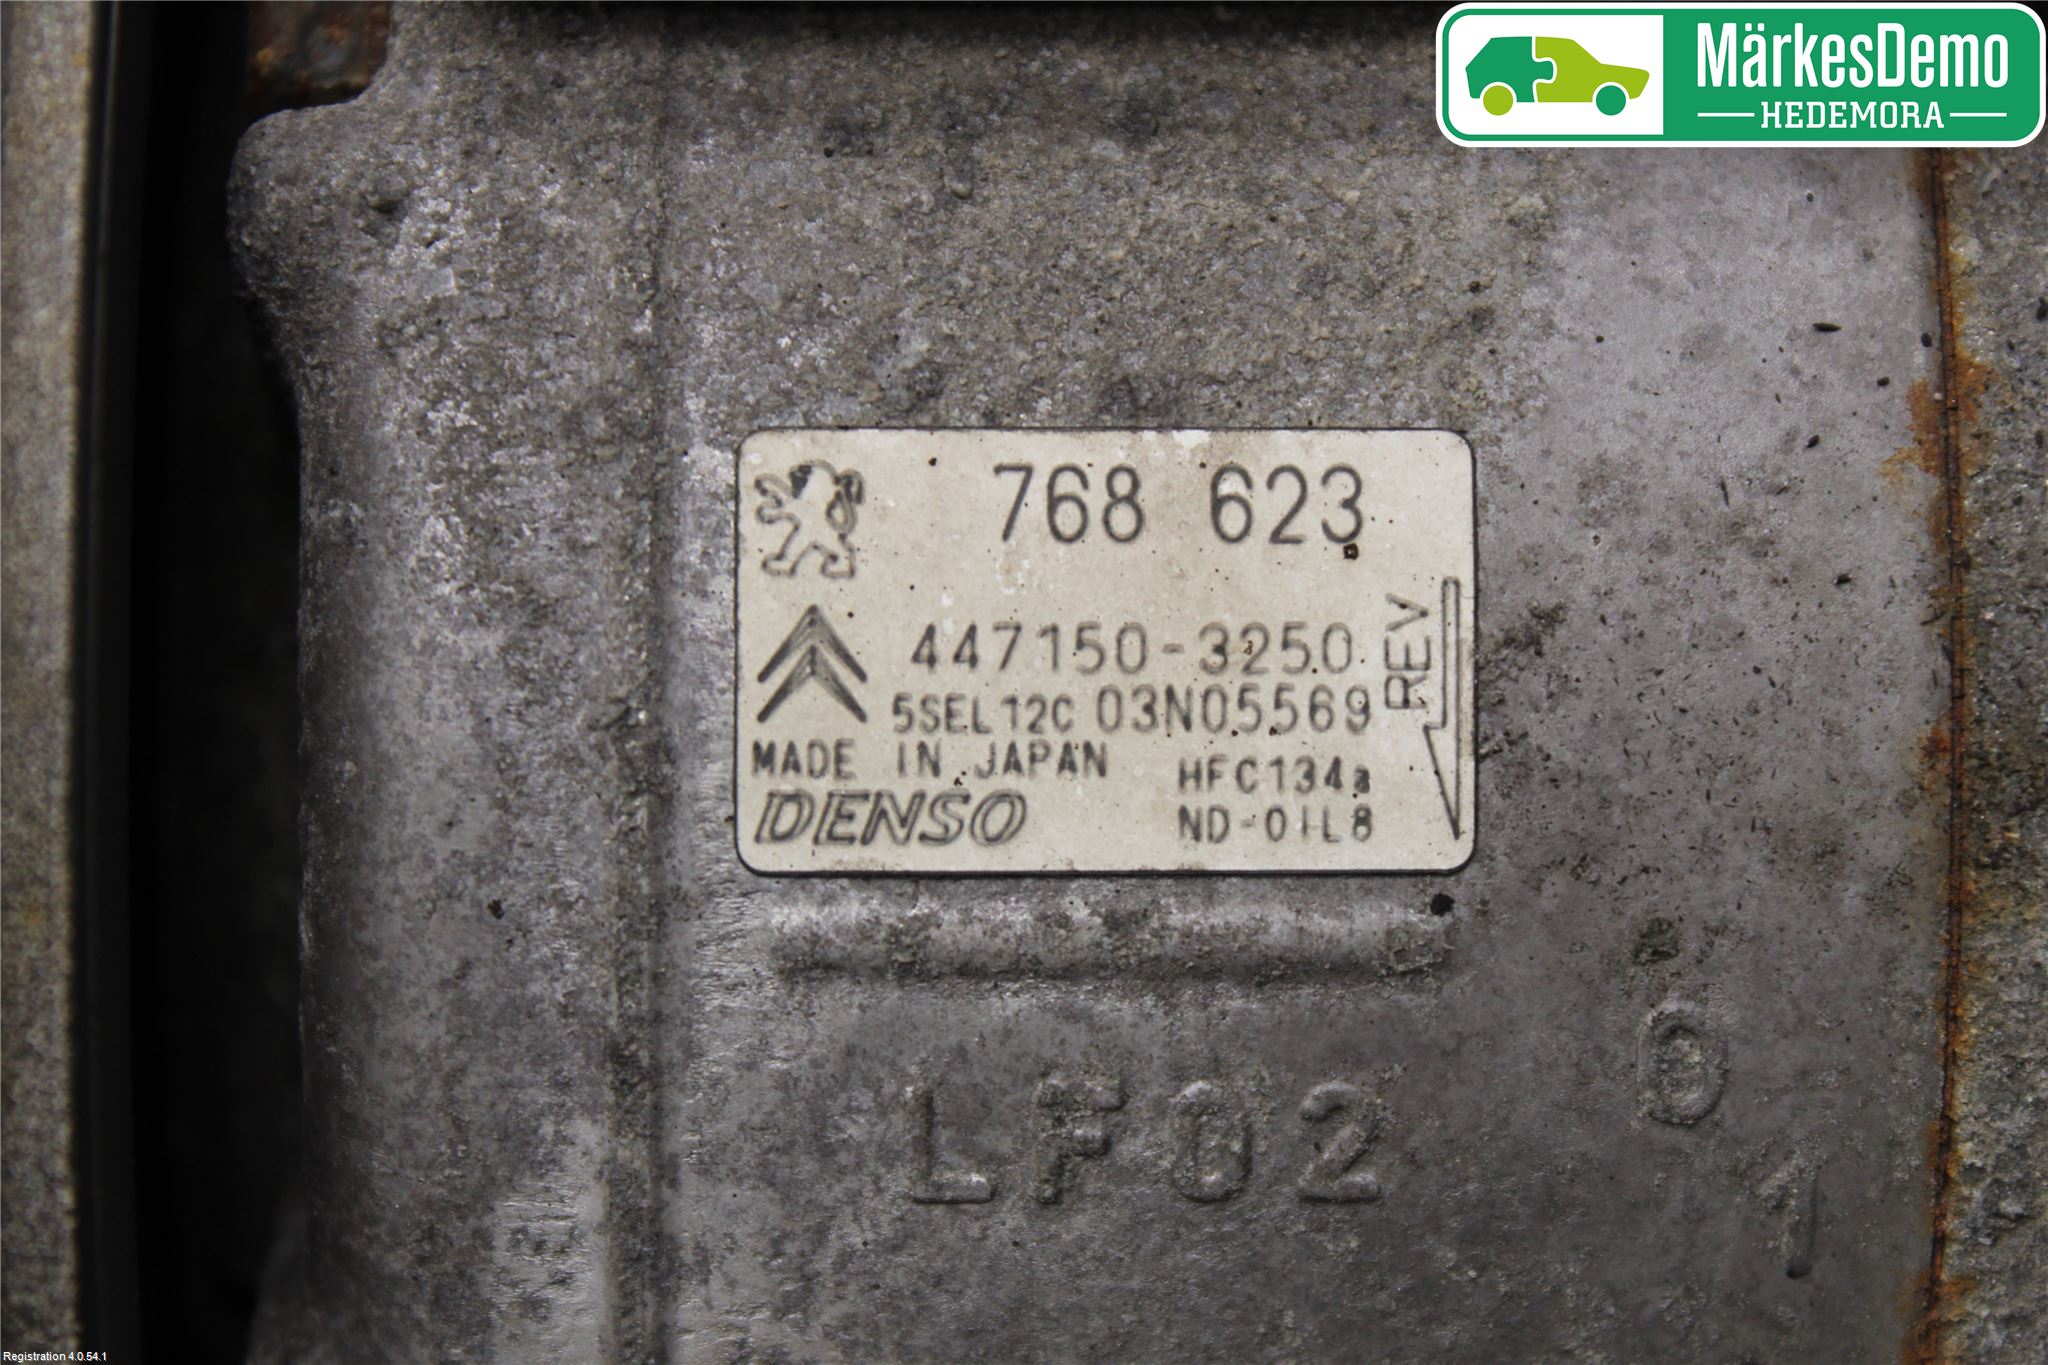 MärkesDemo
HEDEMORA
768 623
447150-3250
5SEL12C 03N05569
REV
MADE IN JAPAN
HFC134a
DENSO
ND-OIL8
LF02
0
1
Registration 4.0.54.1